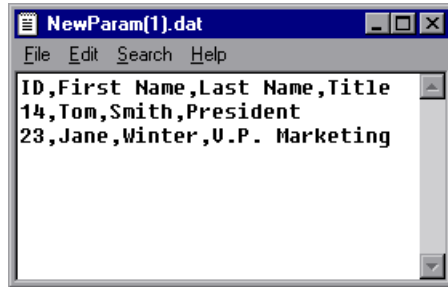 NewParam(1).dat
File Edit Search Help
ID,First Name,Last Name,Title
14,Tom,Smith,President
23,Jane,Winter,V.P. Marketing